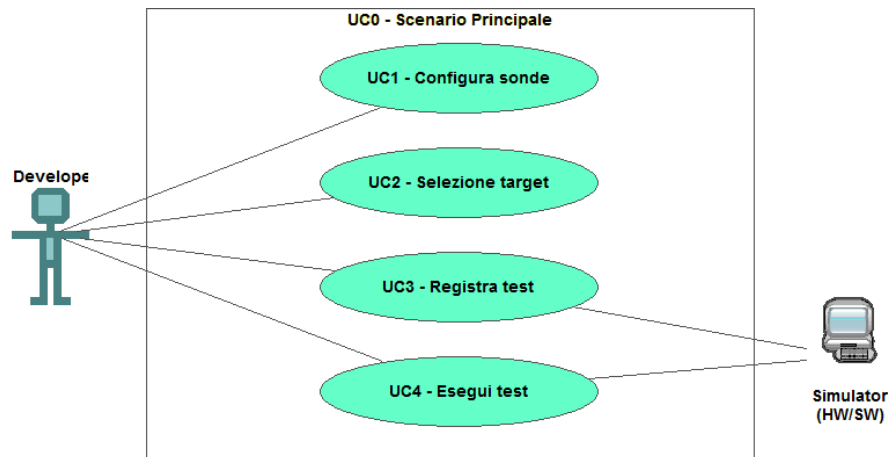 UC0 - Scenario Principale
UC1 - Configura sonde
Develope
UC2 - Selezione target
UC3 - Registra test
UC4 - Esegui test
Simulator
(HW/SW)